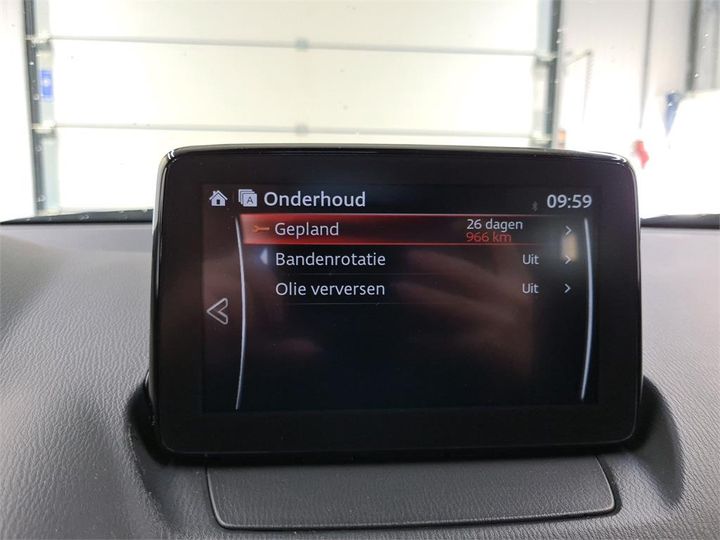 A Onderhoud 09:59
Gepland 26 dagen
966 km
Bandenrotatie Uit
Olie verversen Uit